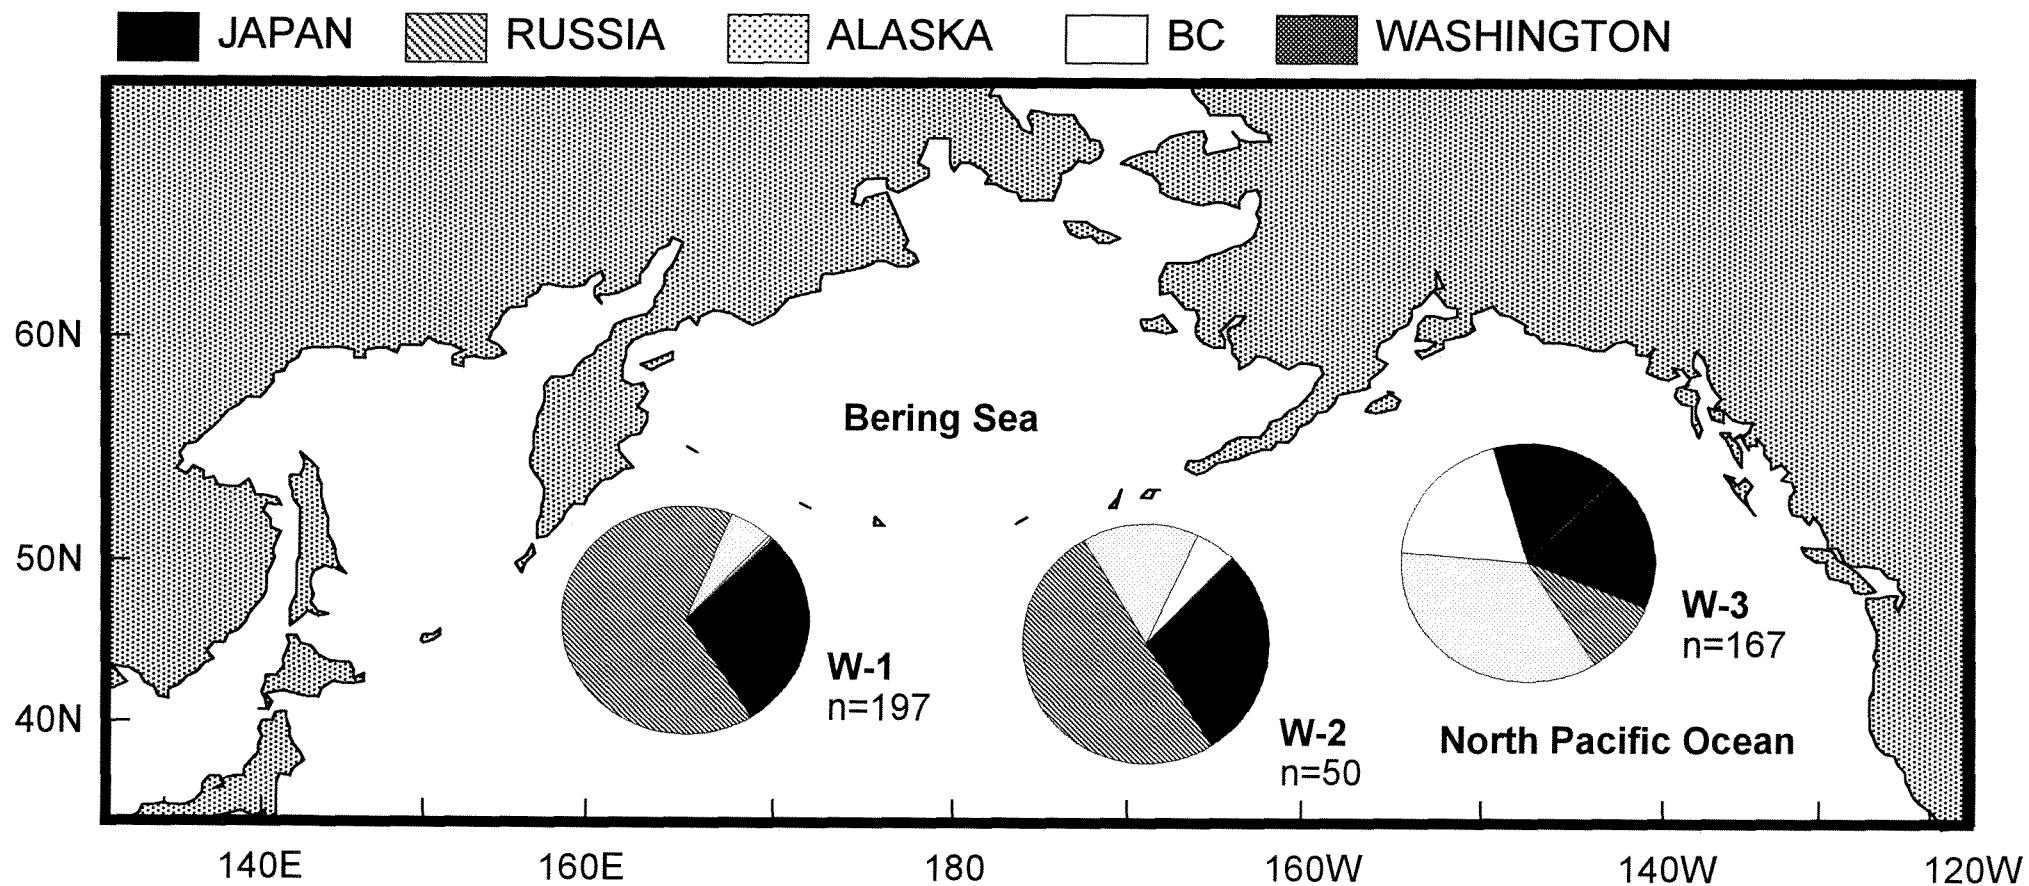 JAPAN RUSSIA ALASKA BC WASHINGTON
60N
Bering Sea
50N
W-3
n=167
W-1
n=197
40N
W-2
n=50
North Pacific Ocean
140E 160E 180 160W 140W 120W